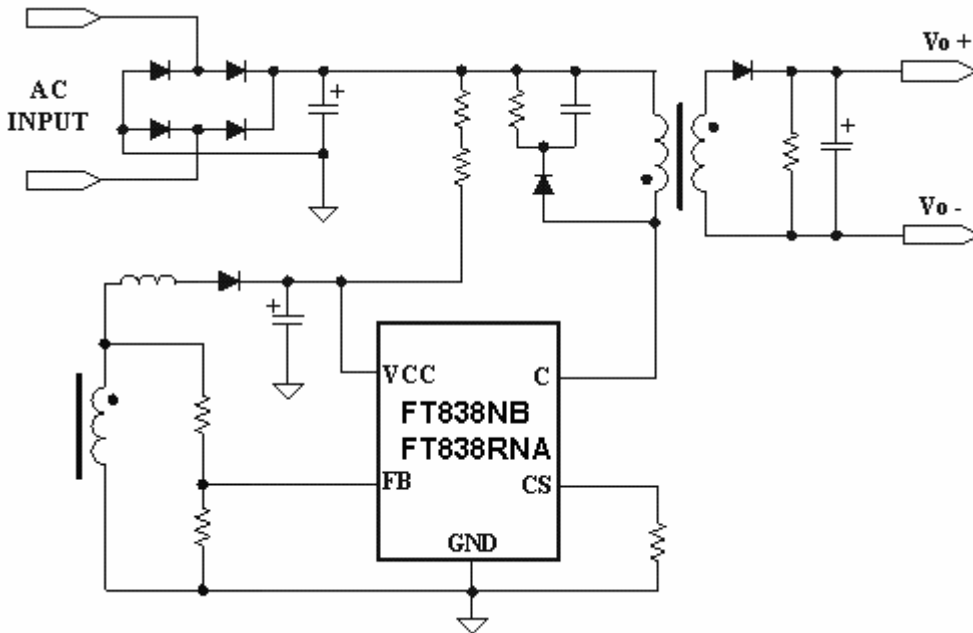 AC
INPUT
+
Vo +
+
Vo -
+
VCC
C
FT838NB
FT838RNA
FB
CS
GND